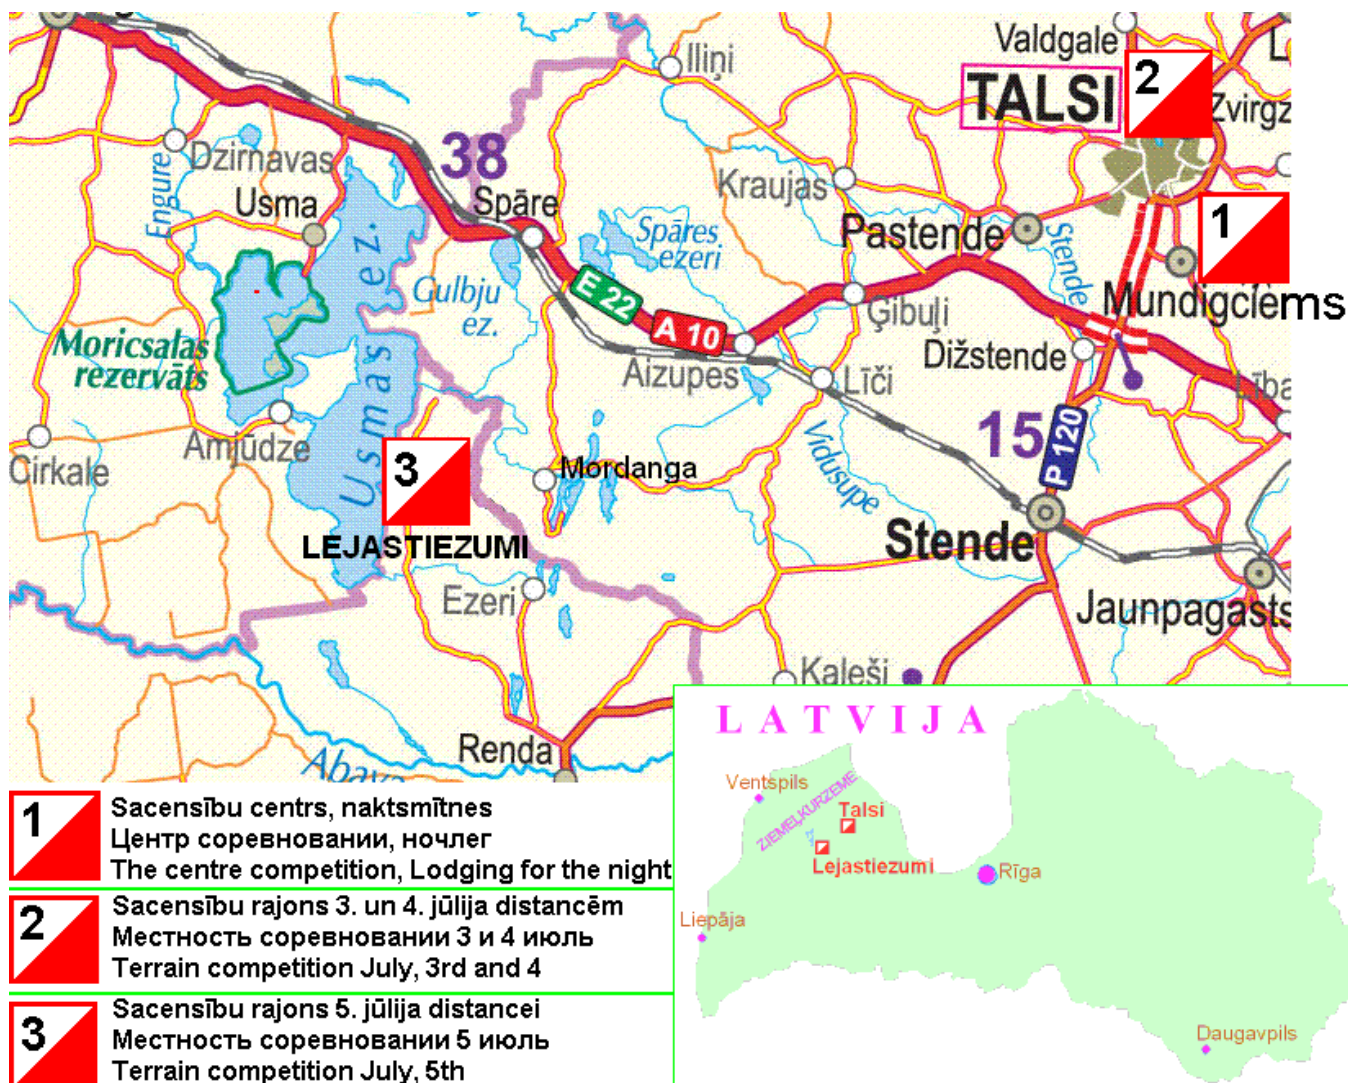 Iliņi
Valdgale
TALSI
2
Zvirgz
Dzirnavas
Engure
38
Usma
Spāre
Kraujas
Spāres
ezeri
Pastende
Stende
1
Usmas ez.
Gulbju
ez.
E 22
A 10
Ģibuļi
Mundigciems
Moricsalas
rezervāts
Aizupes
Līči
Dižstende
Lība
Amjūdze
Cirkale
3
Mordanga
Vidusupe
15
P 120
LEJASTIEZUMI
Stende
Ezeri
Jaunpagasts
Kaleši
Renda
Abava
LATVIJA
Ventspils
ZIEMEĻKURZEME
Talsi
Lejastiezumi
Rīga
Liepāja
Daugavpils
1
Sacensību centrs, naktsmītnes
Центр соревновании, ночлег
The centre competition, Lodging for the night
2
Sacensību rajons 3. un 4. jūlija distancēm
Местность соревновании 3 и 4 июль
Terrain competition July, 3rd and 4
3
Sacensību rajons 5. jūlija distancei
Местность соревновании 5 июль
Terrain competition July, 5th